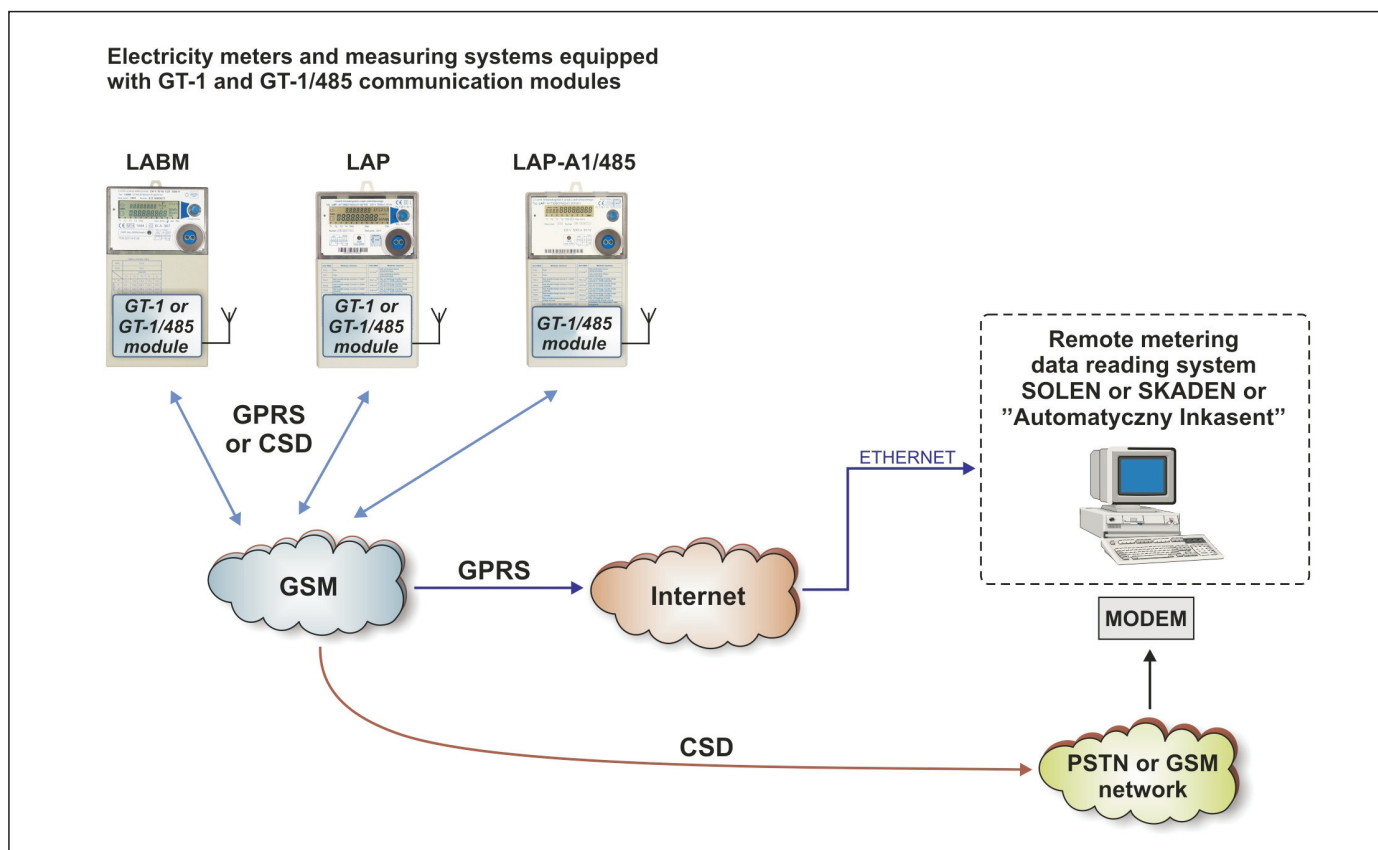 Electricity meters and measuring systems equipped
with GT-1 and GT-1/485 communication modules
LABM
LAP
LAP-A1/485
GT-1 or
GT-1/485
module
GT-1 or
GT-1/485
module
GT-1/485
module
GPRS
or CSD
Remote metering
data reading system
SOLEN or SKADEN or
”Automatyczny Inkasent”
ETHERNET
GSM
GPRS
Internet
MODEM
CSD
PSTN or GSM
network